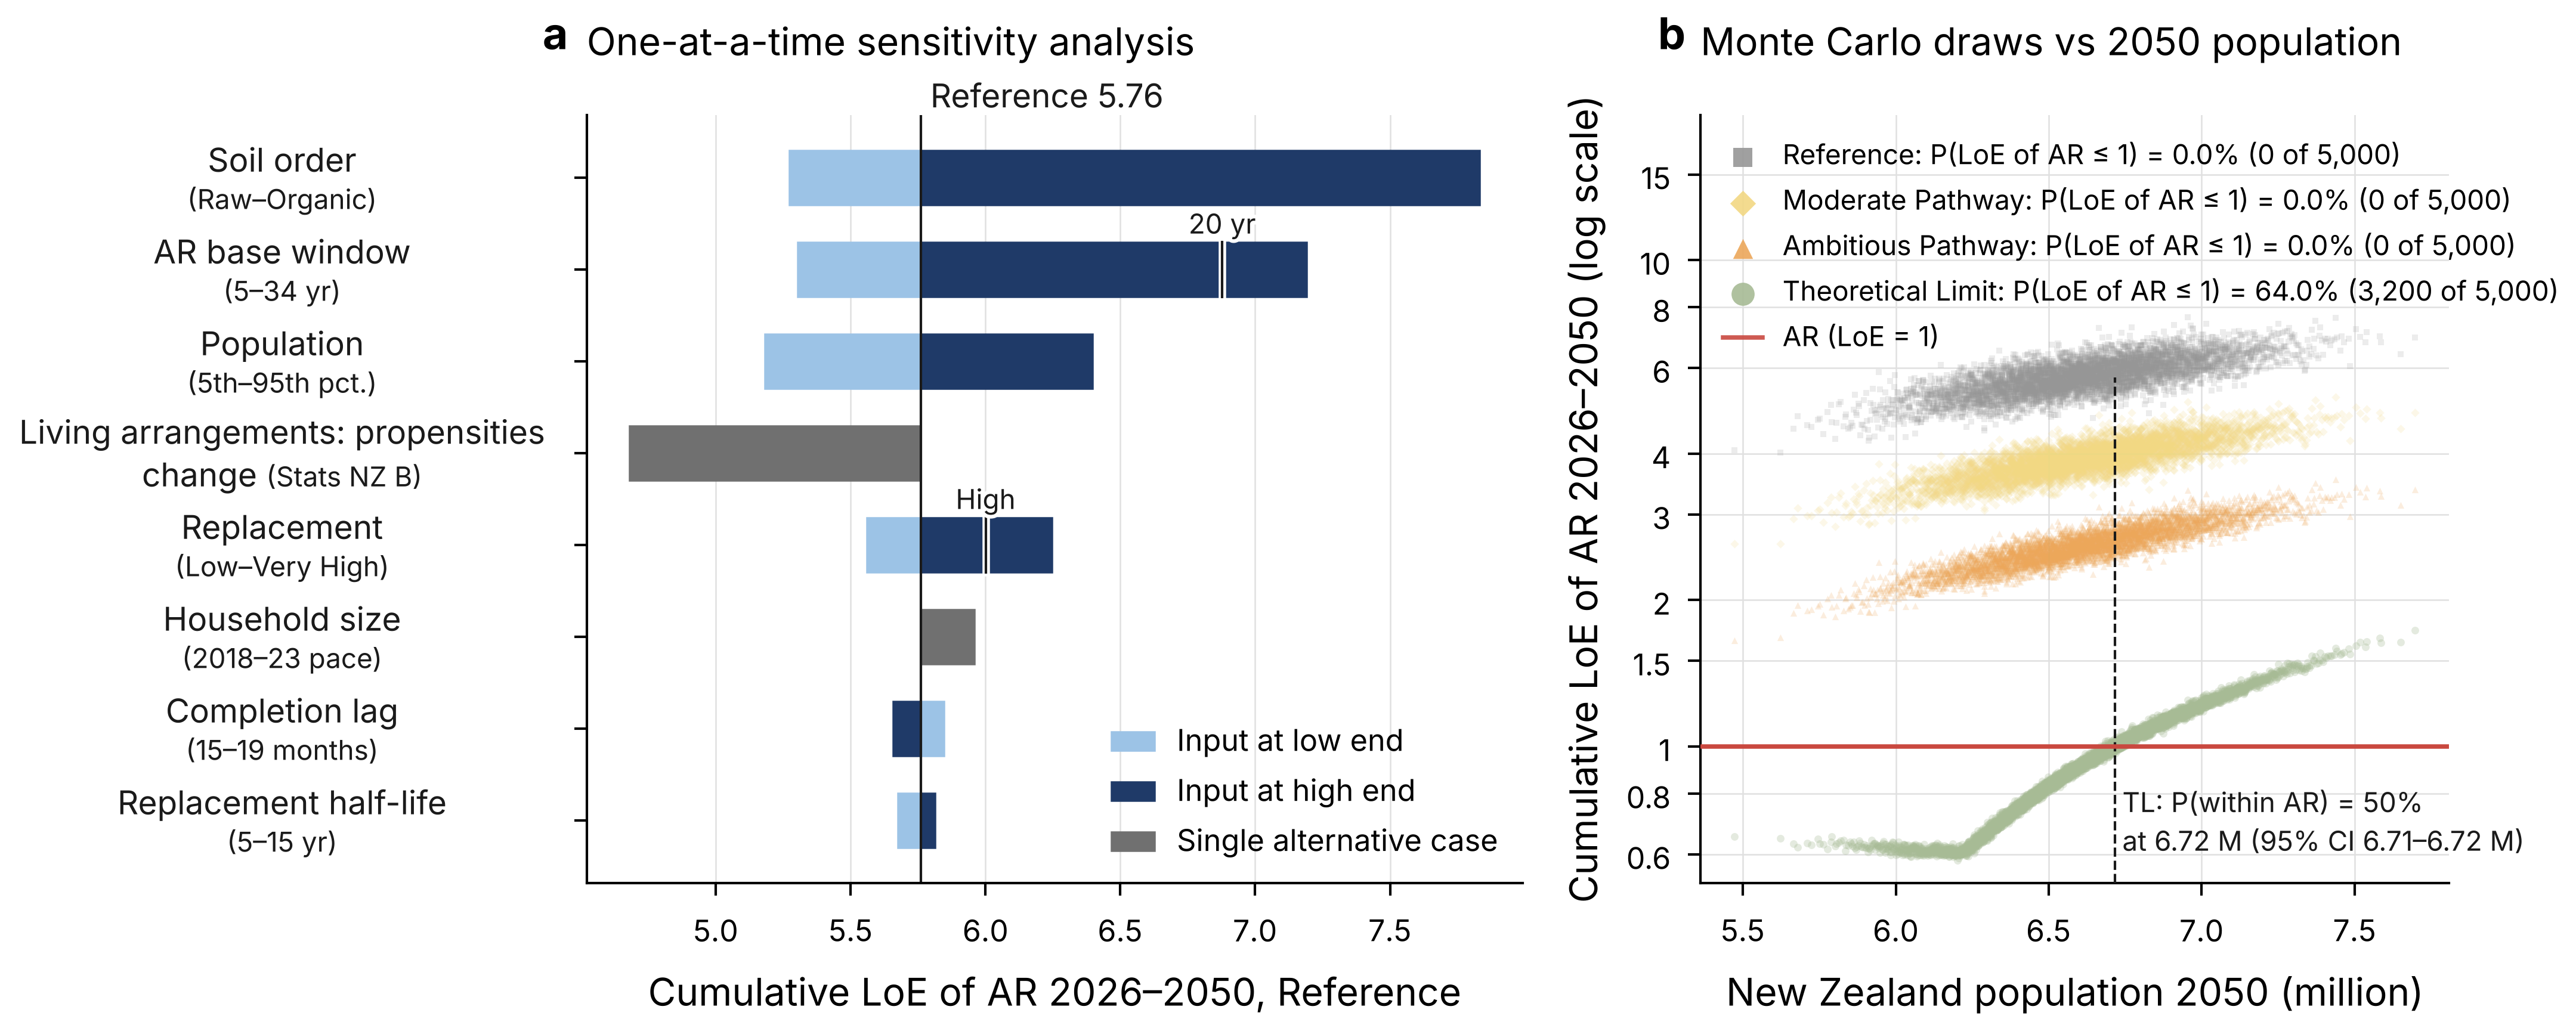 a One-at-a-time sensitivity analysis
Reference 5.76
Soil order
(Raw–Organic)
20 yr
AR base window
(5–34 yr)
Population
(5th–95th pct.)
Living arrangements: propensities
change (Stats NZ B)
High
Replacement
(Low–Very High)
Household size
(2018–23 pace)
Completion lag
(15–19 months)
Replacement half-life
(5–15 yr)
Input at low end
Input at high end
Single alternative case
5.0 5.5 6.0 6.5 7.0 7.5
Cumulative LoE of AR 2026–2050, Reference
b Monte Carlo draws vs 2050 population
Cumulative LoE of AR 2026–2050 (log scale)
15
10
8
6
4
3
2
1.5
1
0.8
0.6
Reference: P(LoE of AR ≤ 1) = 0.0% (0 of 5,000)
Moderate Pathway: P(LoE of AR ≤ 1) = 0.0% (0 of 5,000)
Ambitious Pathway: P(LoE of AR ≤ 1) = 0.0% (0 of 5,000)
Theoretical Limit: P(LoE of AR ≤ 1) = 64.0% (3,200 of 5,000)
AR (LoE = 1)
TL: P(within AR) = 50%
at 6.72 M (95% CI 6.71–6.72 M)
5.5 6.0 6.5 7.0 7.5
New Zealand population 2050 (million)